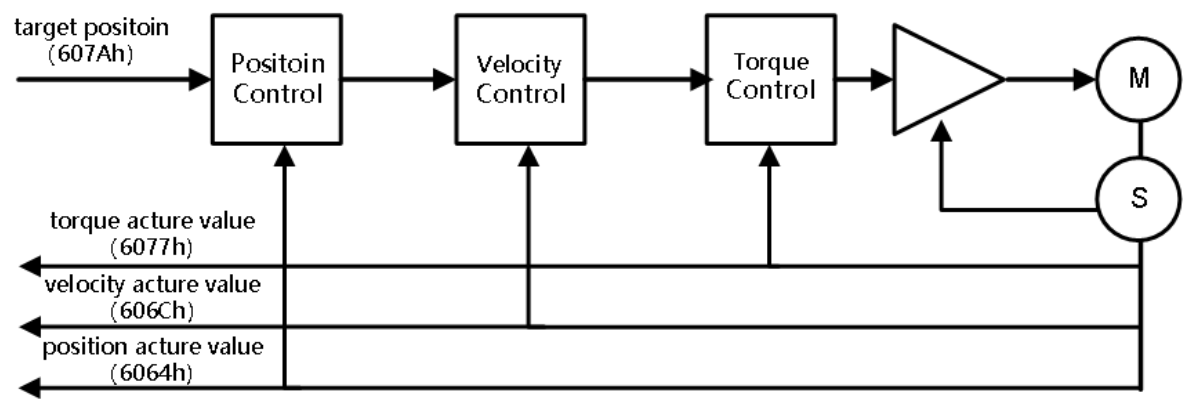 target positoin
(607Ah)
Positoin
Control
Velocity
Control
Torque
Control
M
S
torque acture value
(6077h)
velocity acture value
(606Ch)
position acture value
(6064h)